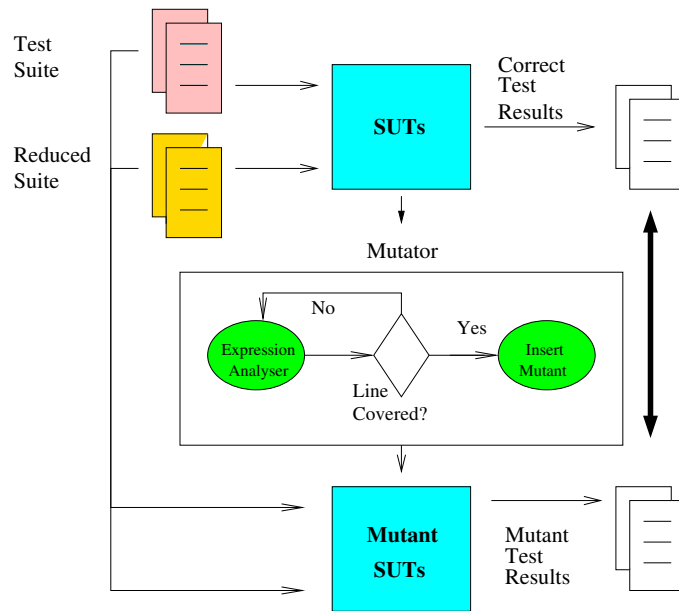 Test
Suite
Correct
Test
Results
SUTs
Reduced
Suite
Mutator
No
Yes
Expression
Analyser
Insert
Mutant
Line
Covered?
Mutant
SUTs
Mutant
Test
Results